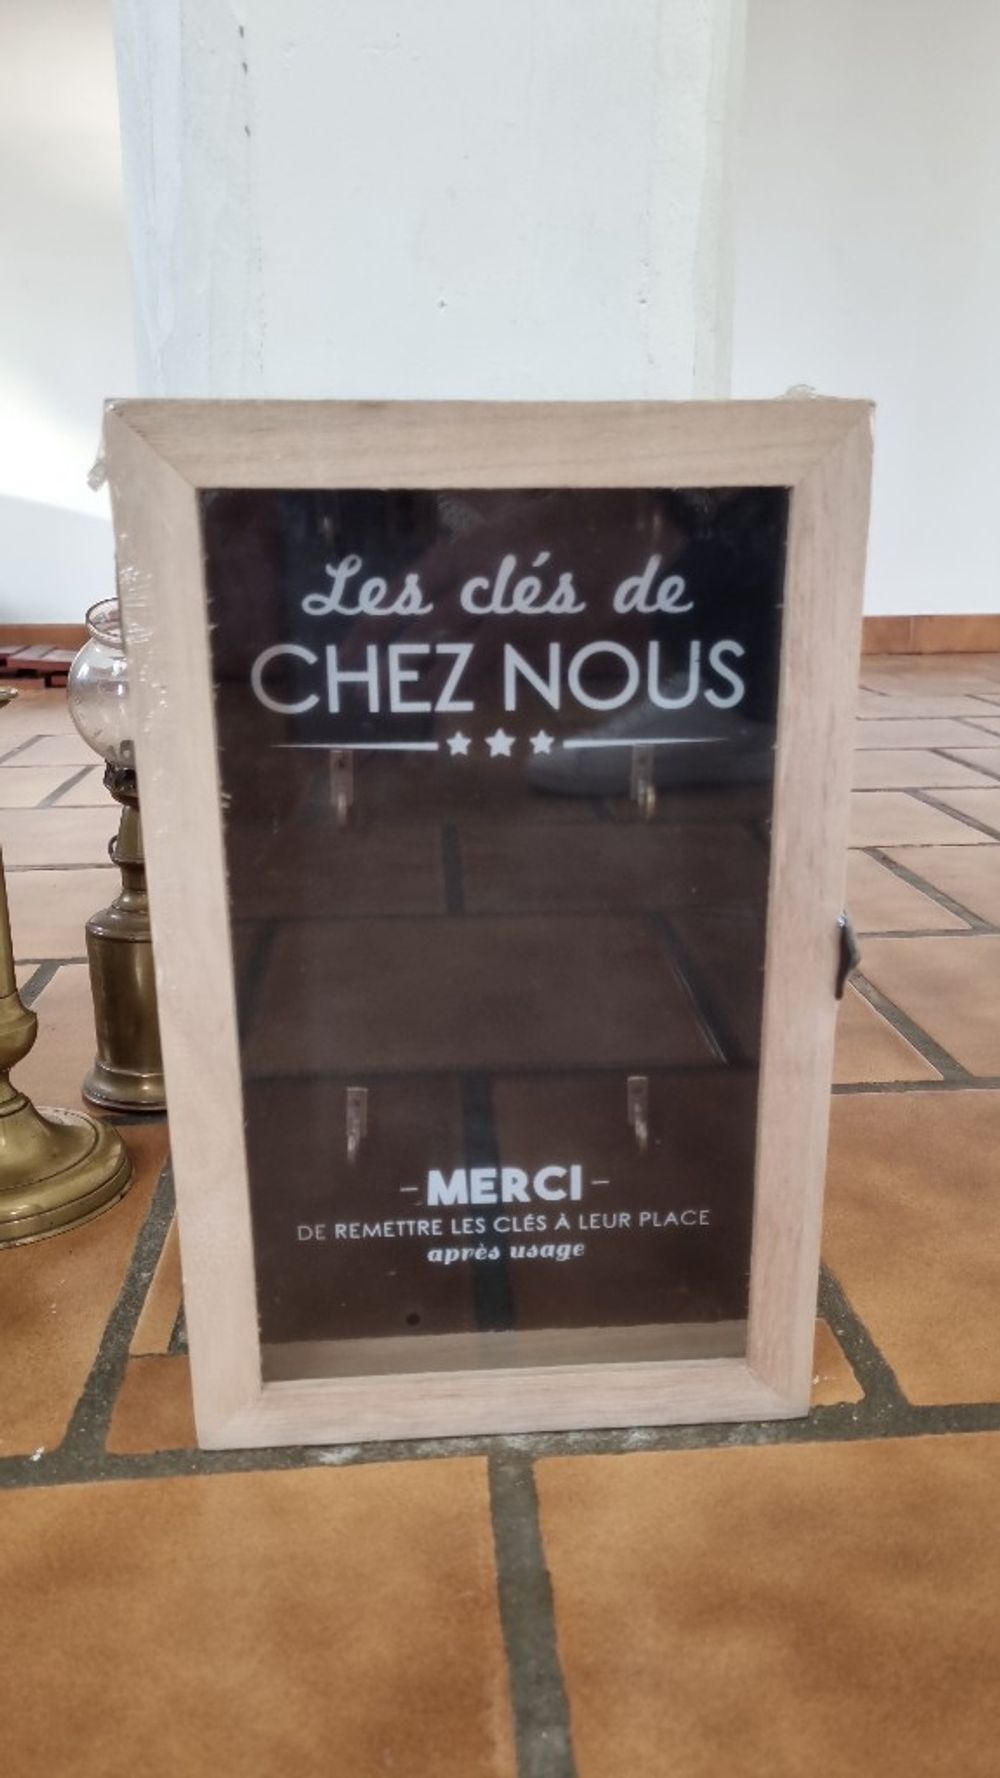 Les clés de
CHEZ NOUS
-MERCI-
DE REMETTRE LES CLÉS À LEUR PLACE
après usage